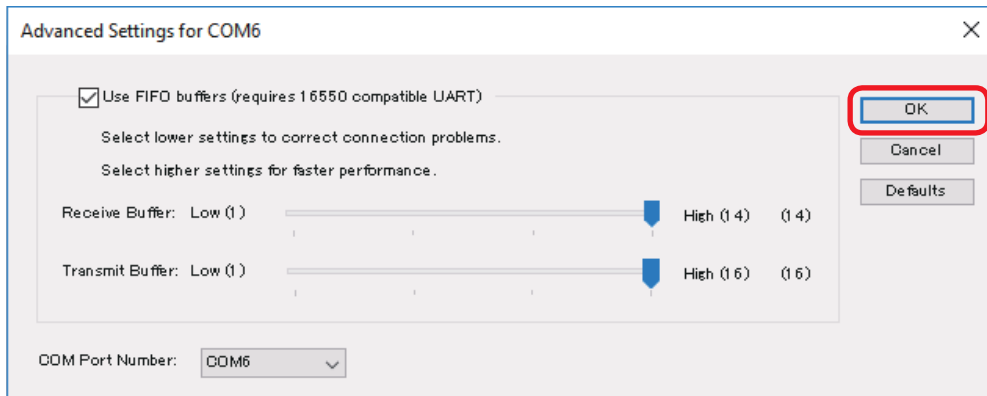 Advanced Settings for COM6
Use FIFO buffers (requires 16550 compatible UART)
OK
Select lower settings to correct connection problems.
Cancel
Select higher settings for faster performance.
Defaults
Receive Buffer: Low (1) High (14) (14)
Transmit Buffer: Low (1) High (16) (16)
COM Port Number: COM6